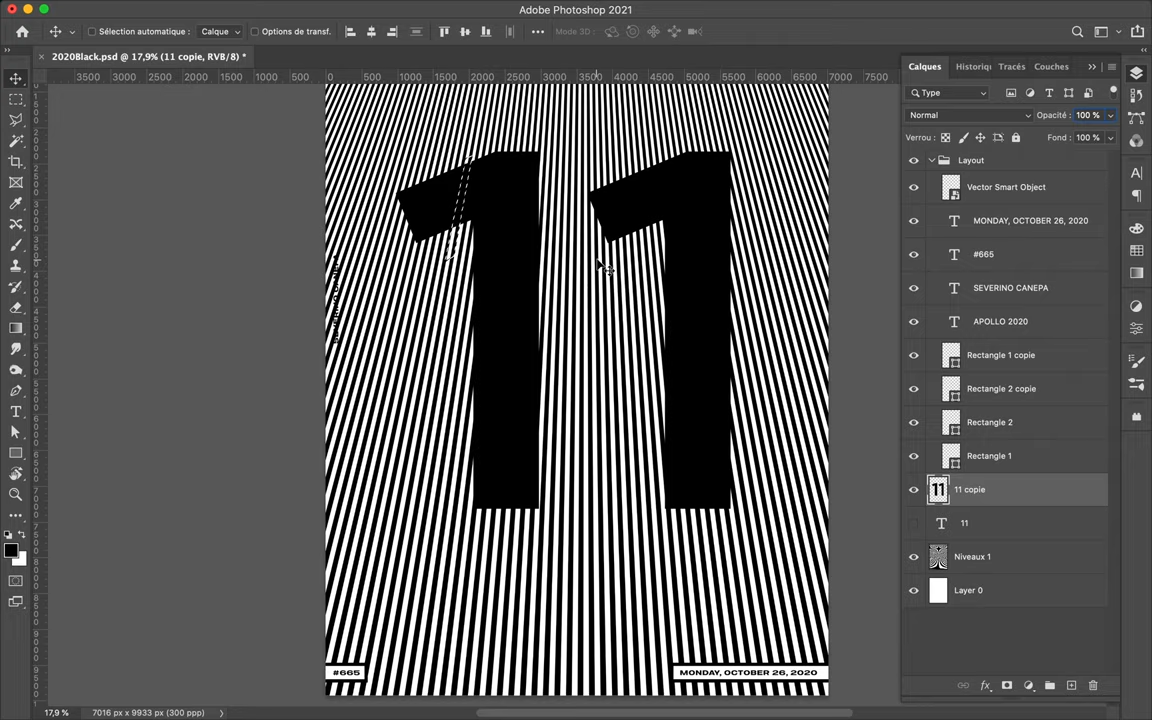 Adobe Photoshop 2021
Sélection automatique :
Calque
Options de transf.
Mode 3D :
2020Black.psd @ 17,9% (11 copie, RVB/8) *
3500 3000 2500 2000 1500 1000 500 0 500 1000 1500 2000 2500 3000 3500 4000 4500 5000 5500 6000 6500 7000 7500
11
#665
MONDAY, OCTOBER 26, 2020
17,9 %
7016 px x 9933 px (300 ppp)
Calques
Historiq
Tracés
Couches
Type
Normal
Opacité : 100 %
Verrou :
Fond : 100 %
Layout
Vector Smart Object
MONDAY, OCTOBER 26, 2020
#665
SEVERINO CANEPA
APOLLO 2020
Rectangle 1 copie
Rectangle 2 copie
Rectangle 2
Rectangle 1
11 copie
11
Niveaux 1
Layer 0